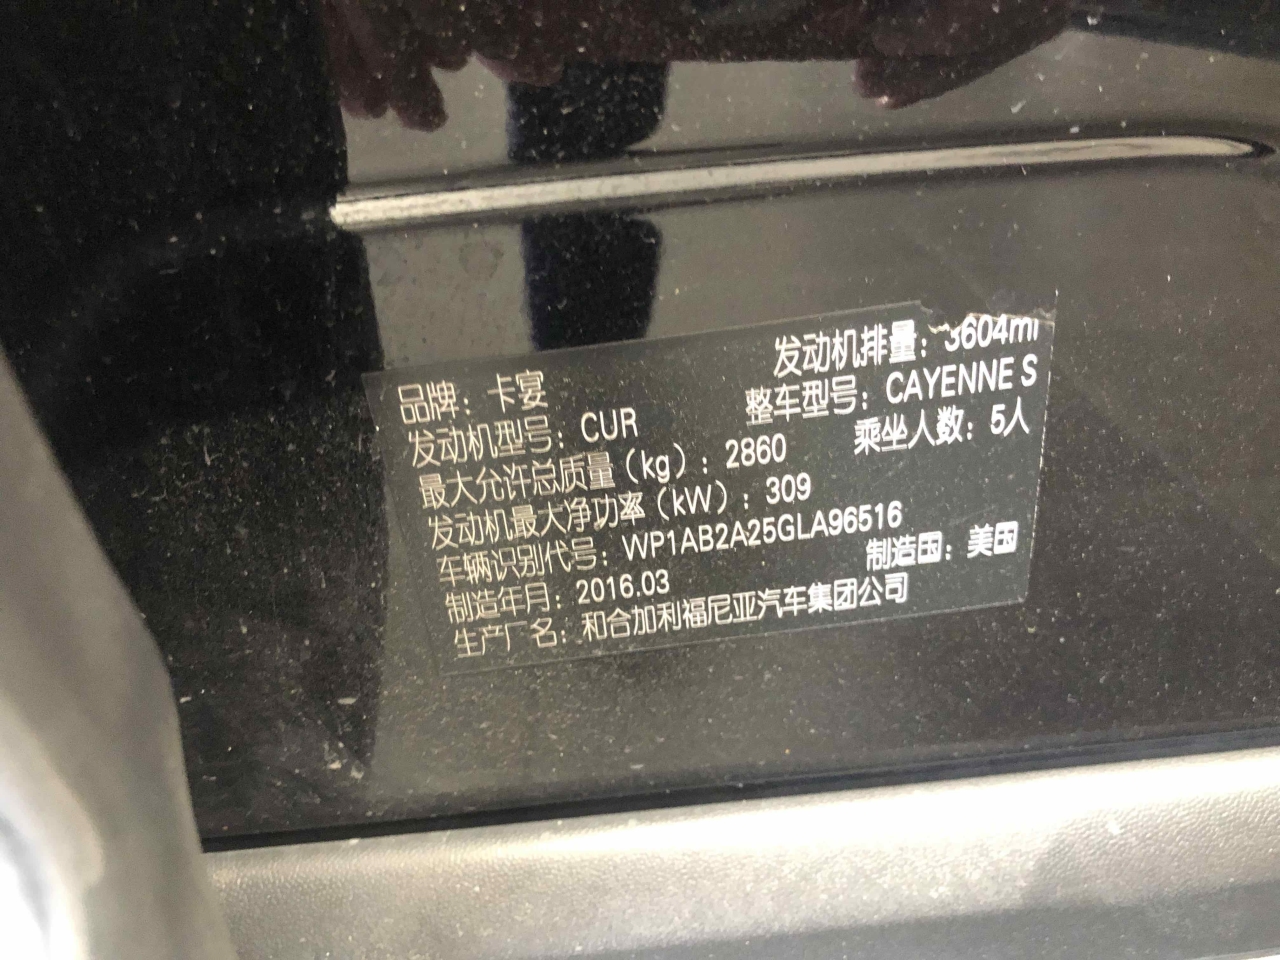 品牌：卡宴 发动机排量：3604ml
发动机型号：CUR 整车型号：CAYENNE S
最大允许总质量（kg）：2860 乘坐人数：5人
发动机最大净功率（kW）：309
车辆识别代号：WP1AB2A25GLA96516
制造年月：2016.03 制造国：美国
生产厂名：和合加利福尼亚汽车集团公司